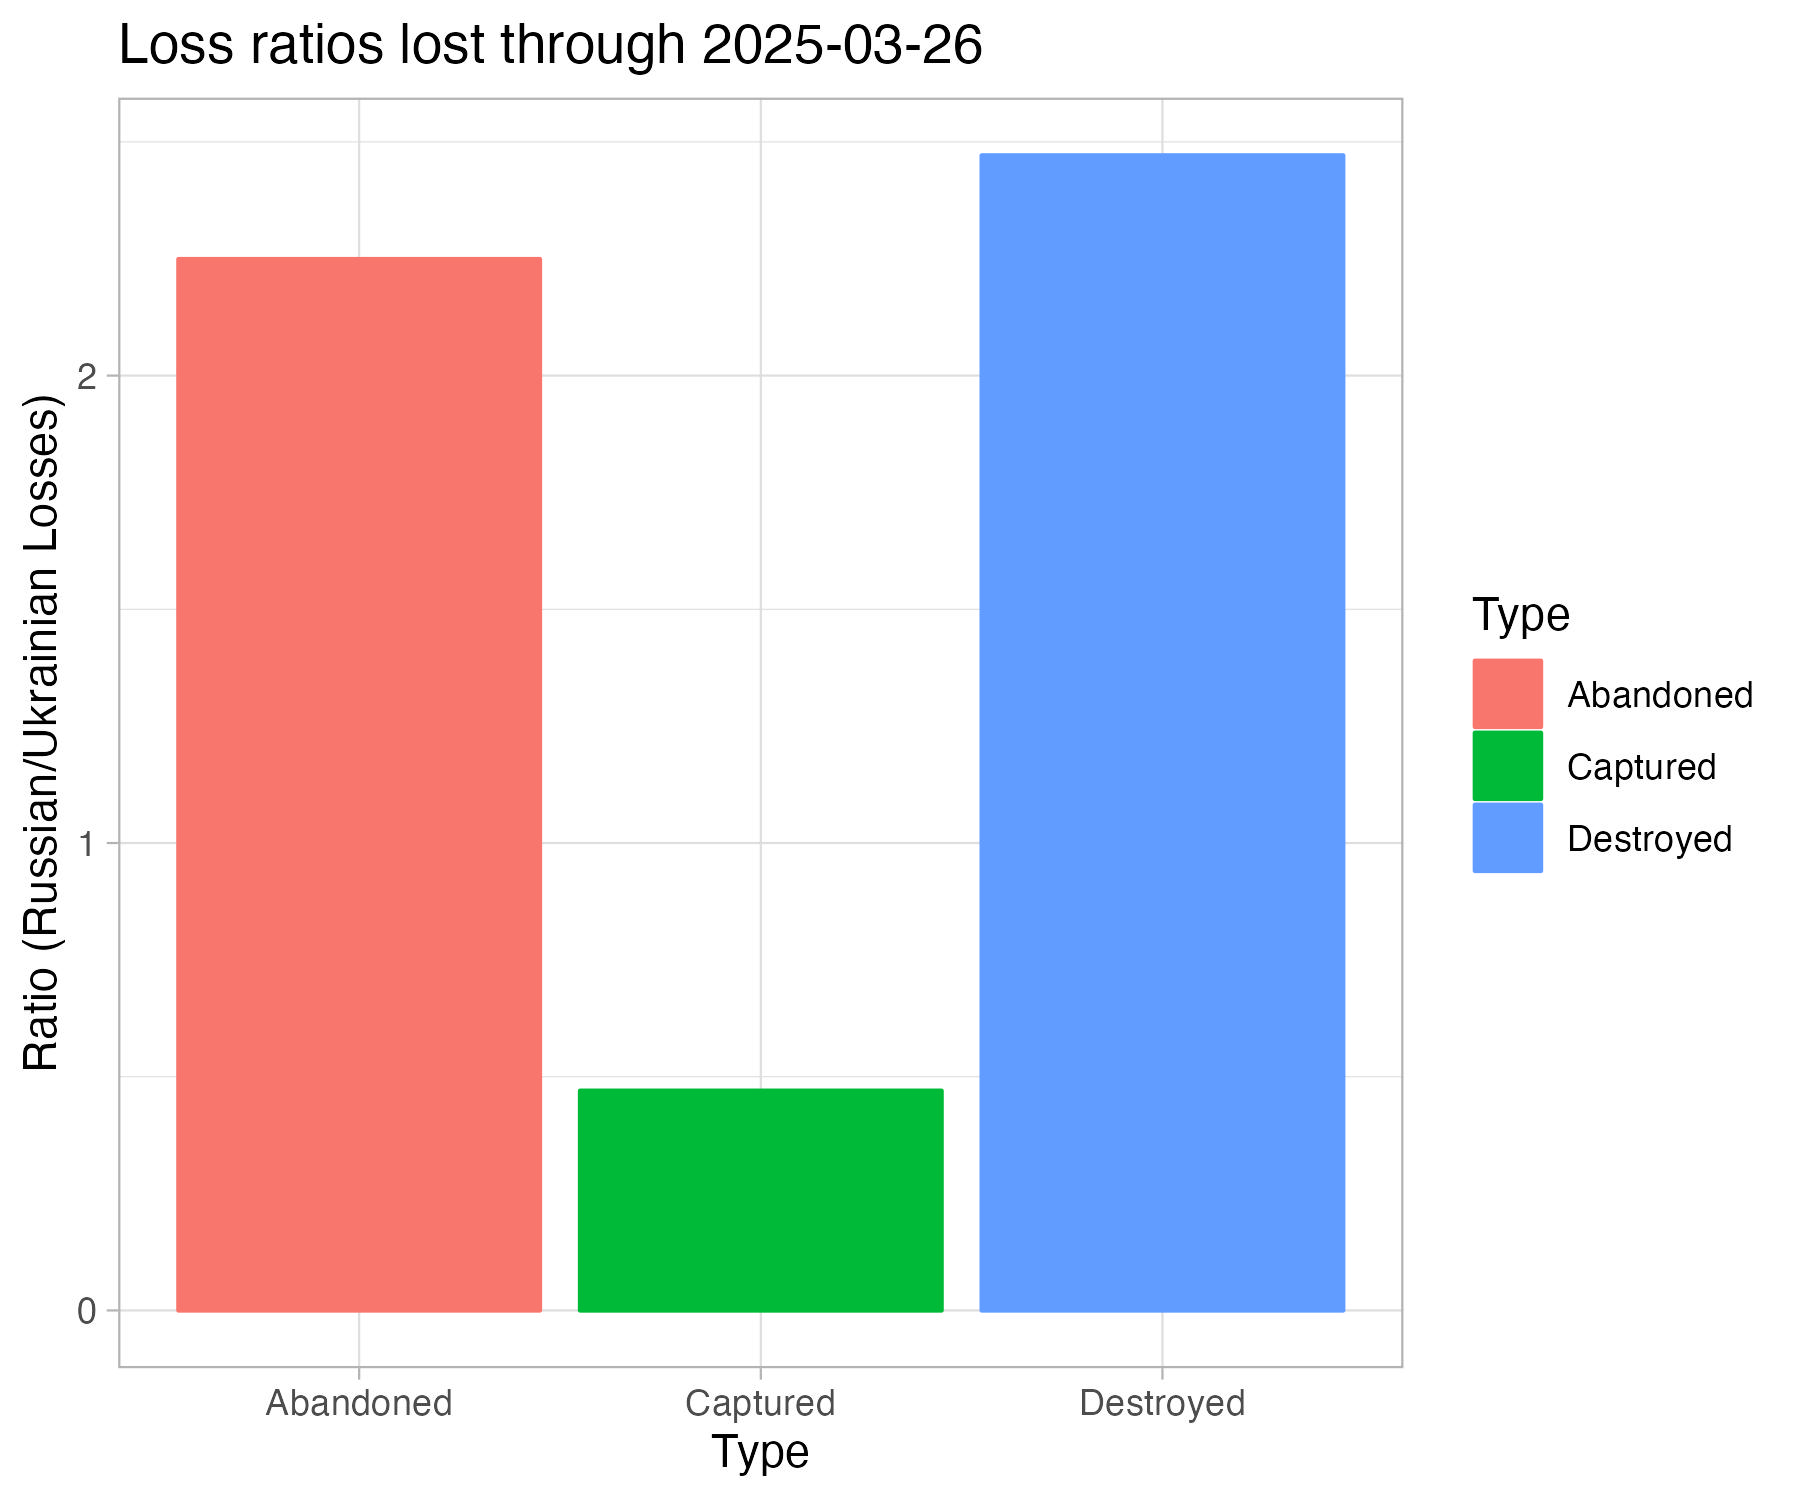 Loss ratios lost through 2025-03-26
Ratio (Russian/Ukrainian Losses)
2
1
0
Abandoned
Captured
Destroyed
Type
Type
Abandoned
Captured
Destroyed